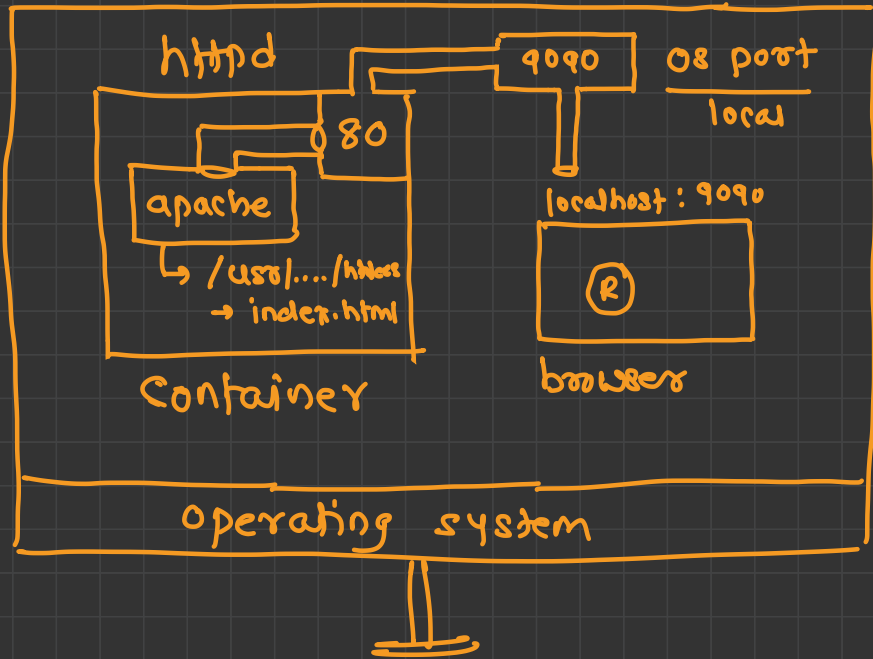 httpd
9090
OS port
local
80
apache
localhost : 9090
/usr/..../htdocs
→ index.html
R
Container
browser
operating system